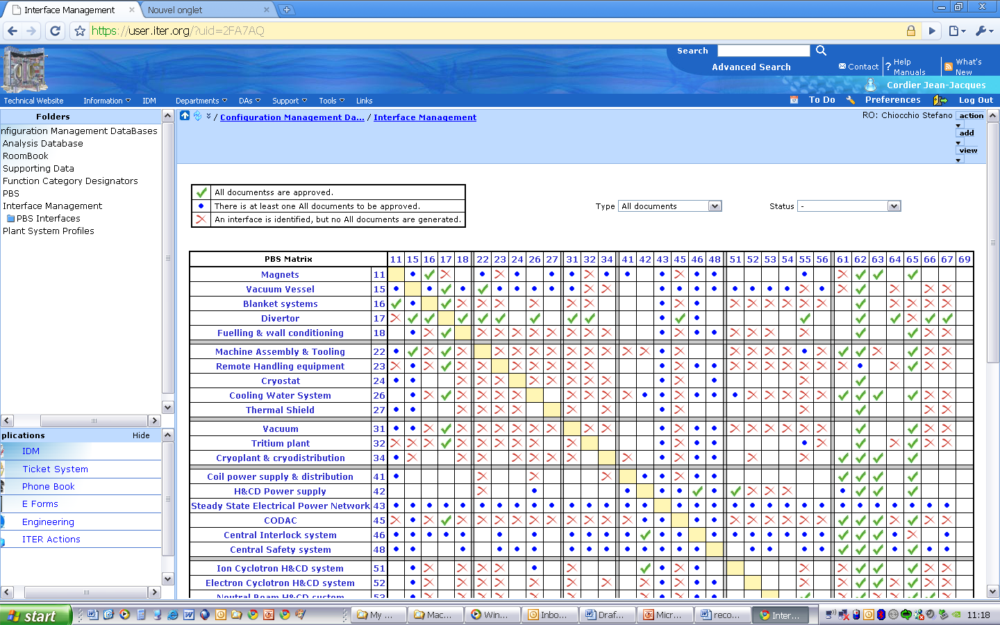 Interface Management
Nouvel onglet
https://user.iter.org/?uid=2FA7AQ
Search
Advanced Search
Contact
Help Manuals
What's New
Cordier Jean-Jacques
Technical Website Information IDM Departments DAs Support Tools Links
To Do Preferences Log Out
Folders
nfiguration Management DataBases
Analysis Database
RoomBook
Supporting Data
Function Category Designators
PBS
Interface Management
PBS Interfaces
Plant System Profiles
plications Hide
IDM
Ticket System
Phone Book
E Forms
Engineering
ITER Actions
/ Configuration Management Da... / Interface Management
RO: Chiocchio Stefano
action
add
view
All documentss are approved.
There is at least one All documents to be approved.
An interface is identified, but no All documents are generated.
Type All documents
Status -
PBS Matrix 11 15 16 17 18 22 23 24 26 27 31 32 34 41 42 43 45 46 48 51 52 53 54 55 56 61 62 63 64 65 66 67 69
Magnets 11
Vacuum Vessel 15
Blanket systems 16
Divertor 17
Fuelling & wall conditioning 18
Machine Assembly & Tooling 22
Remote Handling equipment 23
Cryostat 24
Cooling Water System 26
Thermal Shield 27
Vacuum 31
Tritium plant 32
Cryoplant & cryodistribution 34
Coil power supply & distribution 41
H&CD Power supply 42
Steady State Electrical Power Network 43
CODAC 45
Central Interlock system 46
Central Safety system 48
Ion Cyclotron H&CD system 51
Electron Cyclotron H&CD system 52
Neutral Beam H&CD system 53
start
My ...
Mac...
Win...
Inbo...
Draf...
Micr...
reco...
Inter...
11:18